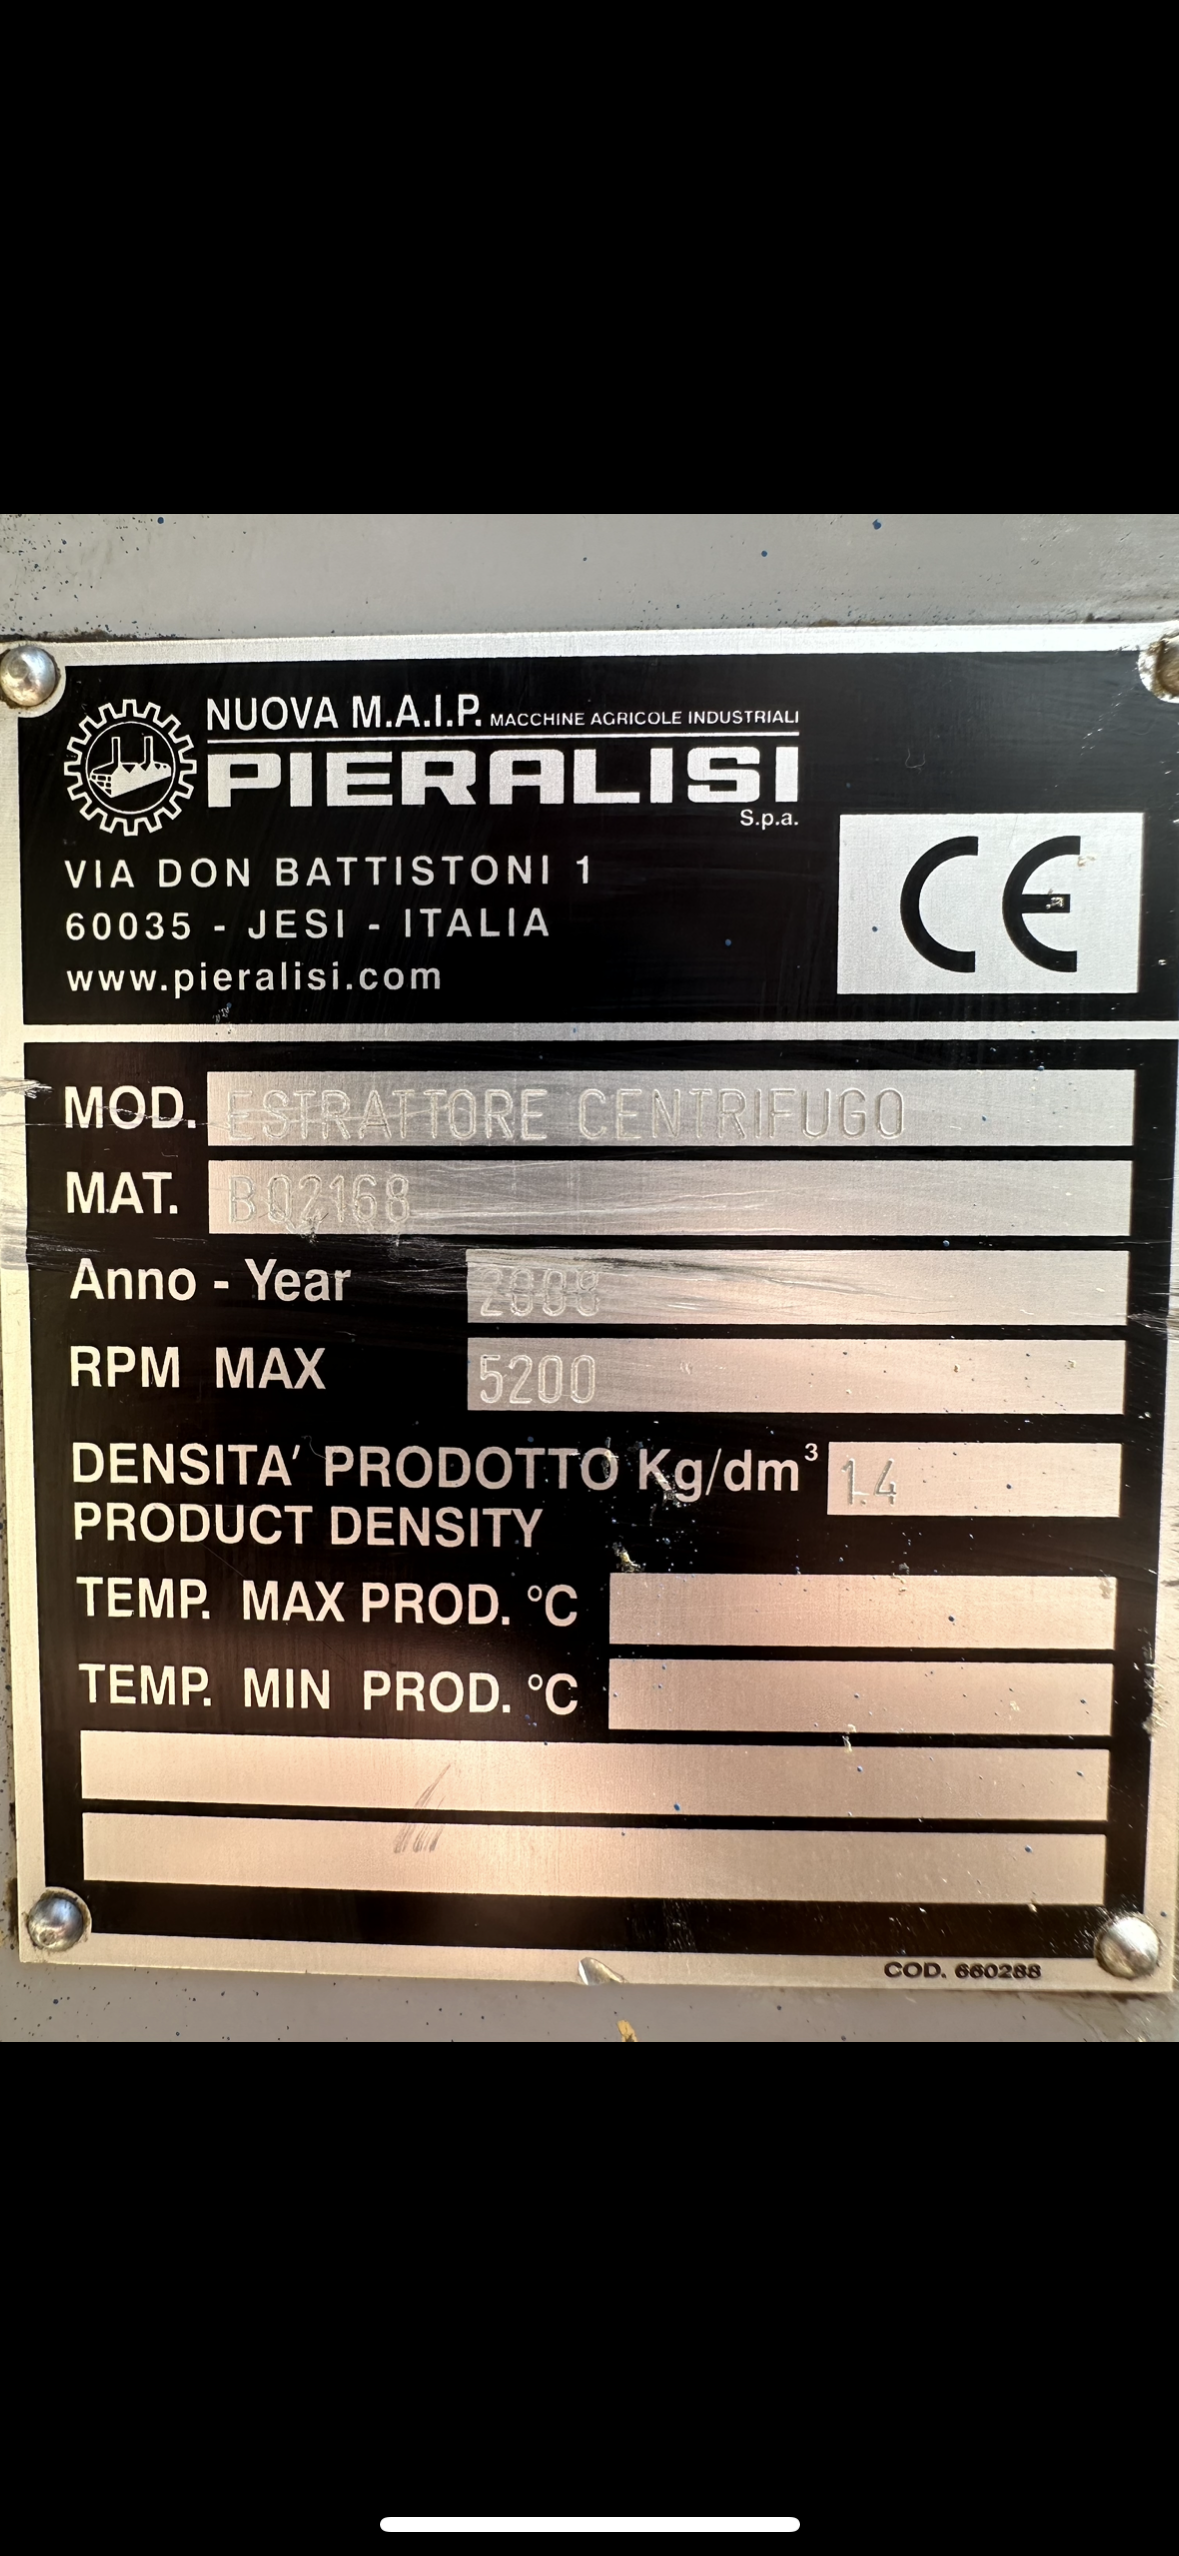 NUOVA M.A.I.P. MACCHINE AGRICOLE INDUSTRIALI
PIERALISI
S.p.a.
VIA DON BATTISTONI 1
60035 - JESI - ITALIA
www.pieralisi.com
CE
MOD. ESTRATTORE CENTRIFUGO
MAT. BQ2168
Anno - Year
RPM MAX 5200
DENSITA' PRODOTTO Kg/dm³ 1.4
PRODUCT DENSITY
TEMP. MAX PROD. °C
TEMP. MIN PROD. °C
COD. 660288